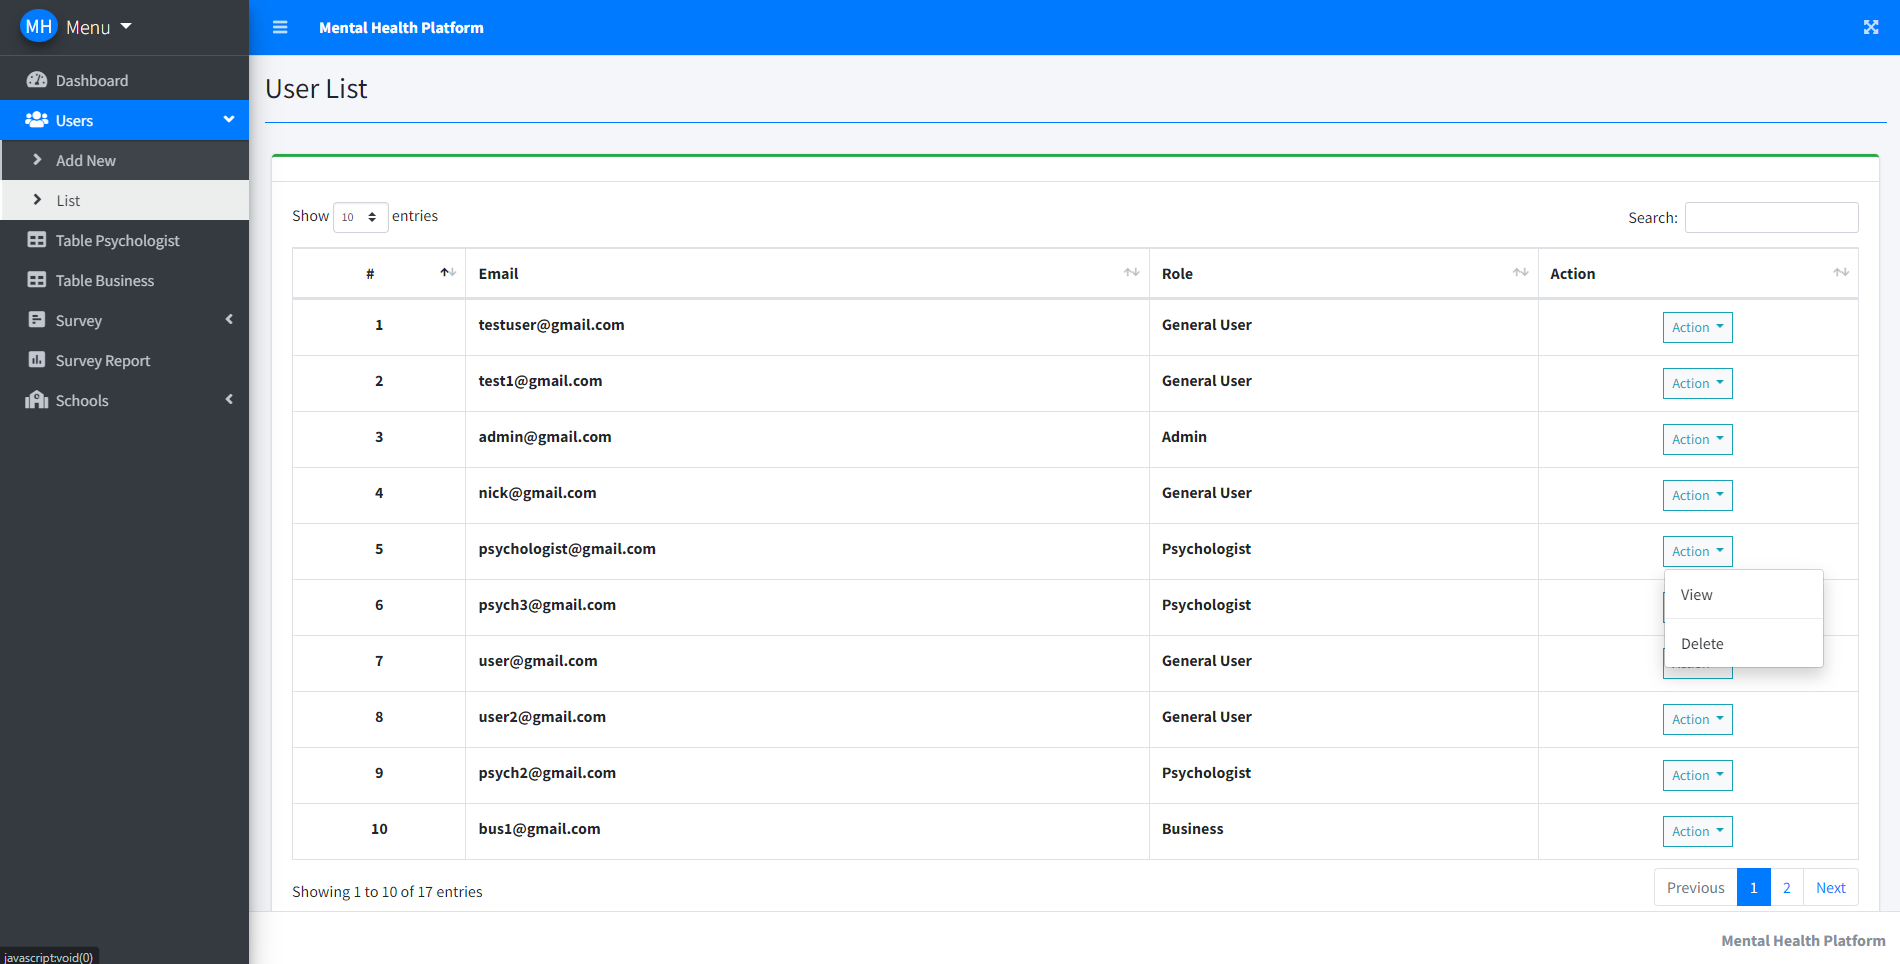 MH Menu
Mental Health Platform
Dashboard
Users
Add New
List
Table Psychologist
Table Business
Survey
Survey Report
Schools
User List
Show 10 entries
Search:
# Email Role Action
1 testuser@gmail.com General User Action
2 test1@gmail.com General User Action
3 admin@gmail.com Admin Action
4 nick@gmail.com General User Action
5 psychologist@gmail.com Psychologist Action
View
Delete
6 psych3@gmail.com Psychologist
7 user@gmail.com General User
8 user2@gmail.com General User Action
9 psych2@gmail.com Psychologist Action
10 bus1@gmail.com Business Action
Showing 1 to 10 of 17 entries
Previous 1 2 Next
Mental Health Platform
javascript:void(0)